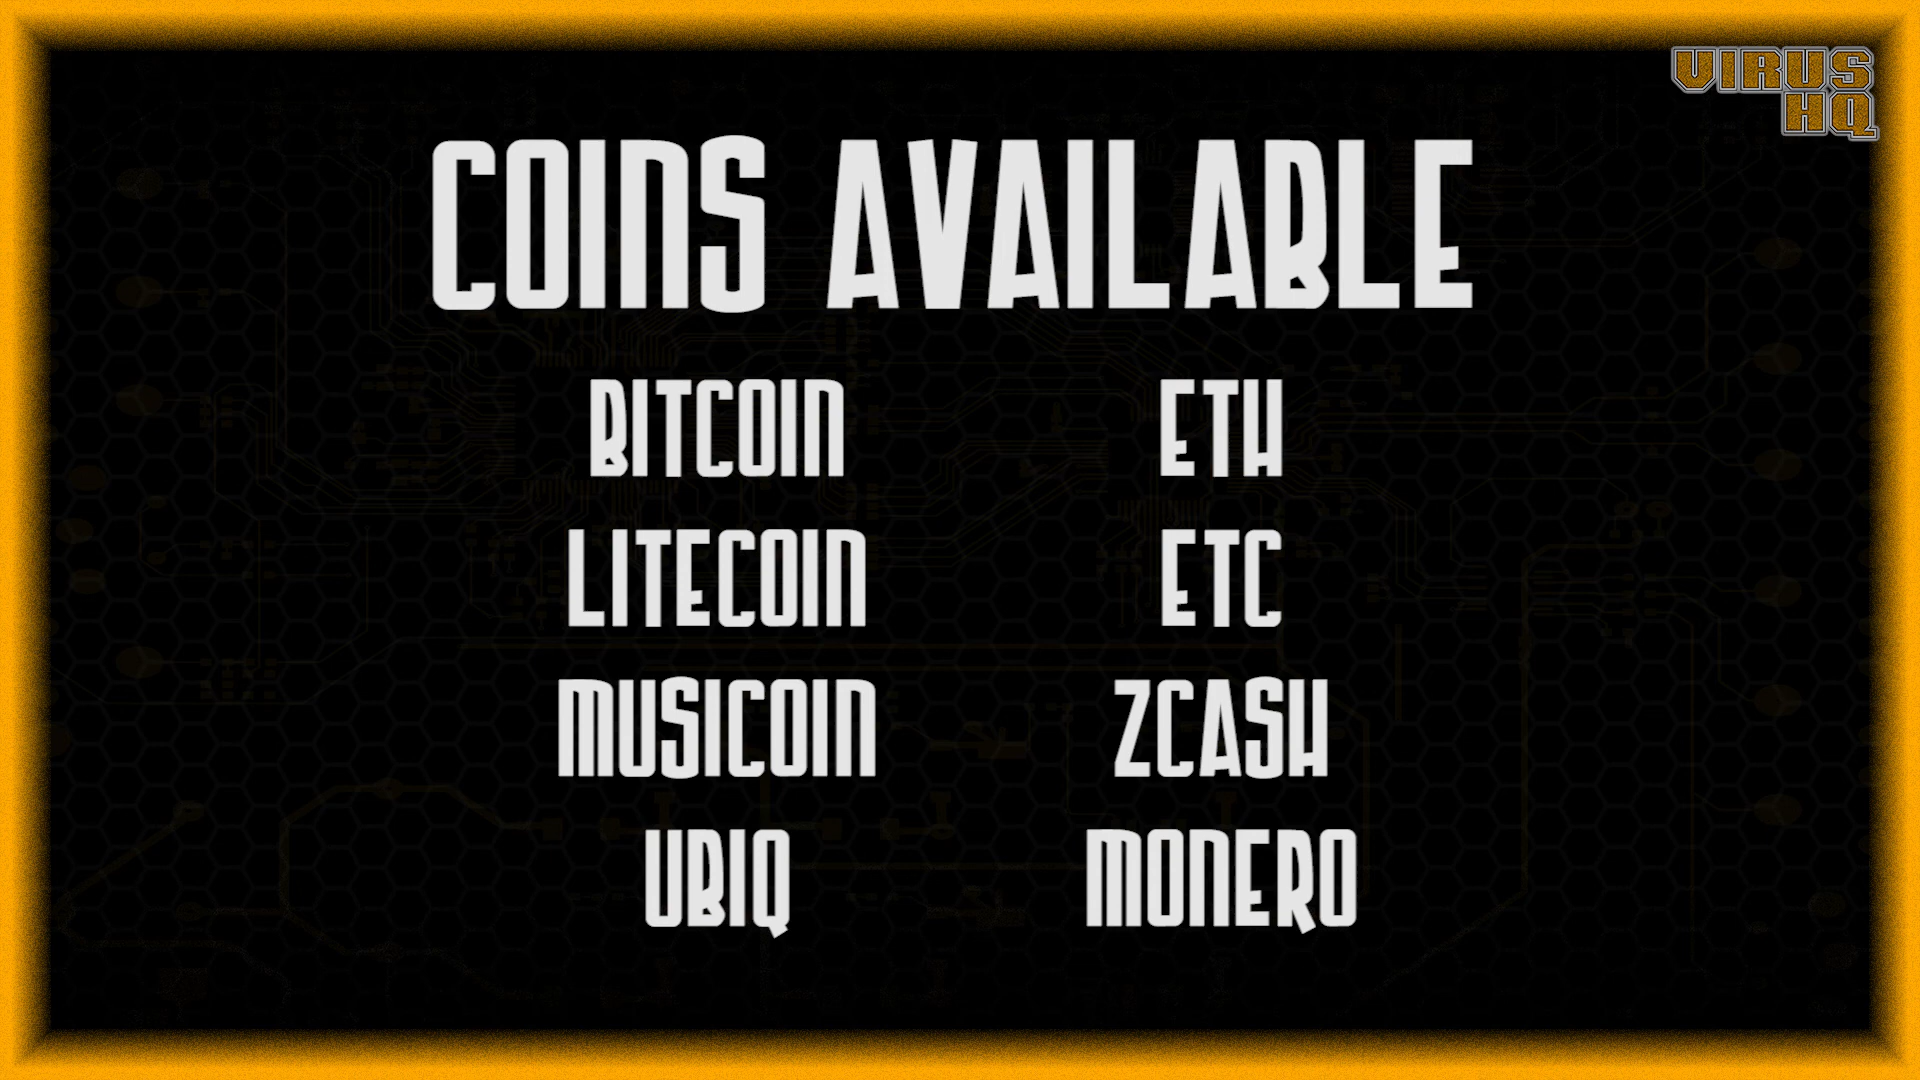 VIRUS
HQ
COINS AVAILABLE
BITCOIN
ETH
LITECOIN
ETC
MUSICOIN
ZCASH
UBIQ
MONERO